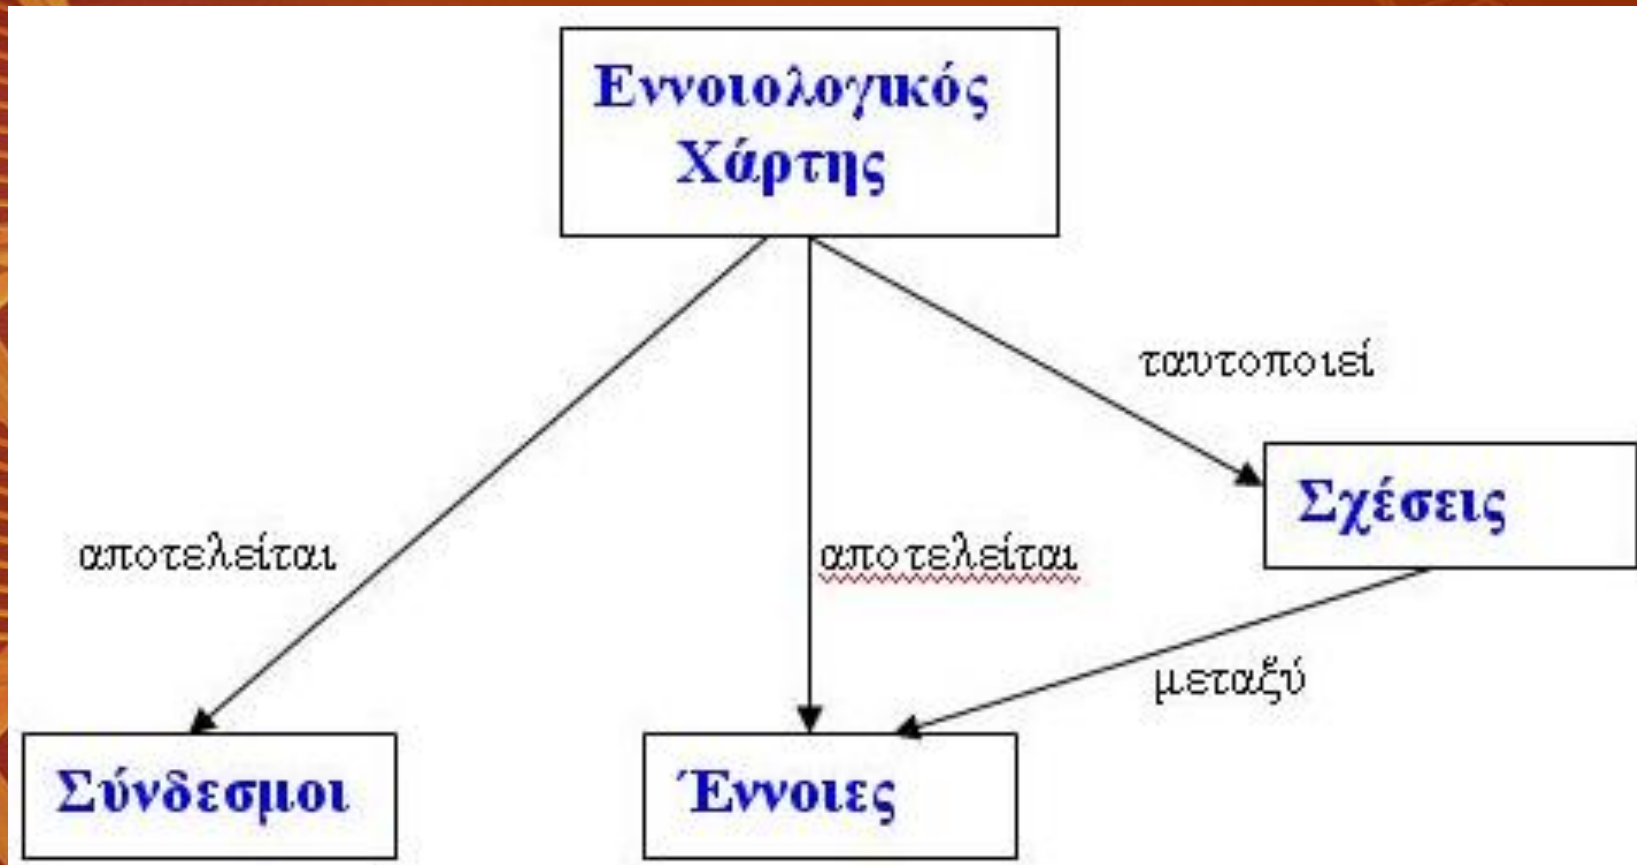 Εννοιολογικός
Χάρτης
ταυτοποιεί
Σχέσεις
αποτελείται
αποτελείται
μεταξύ
Σύνδεσμοι
Έννοιες